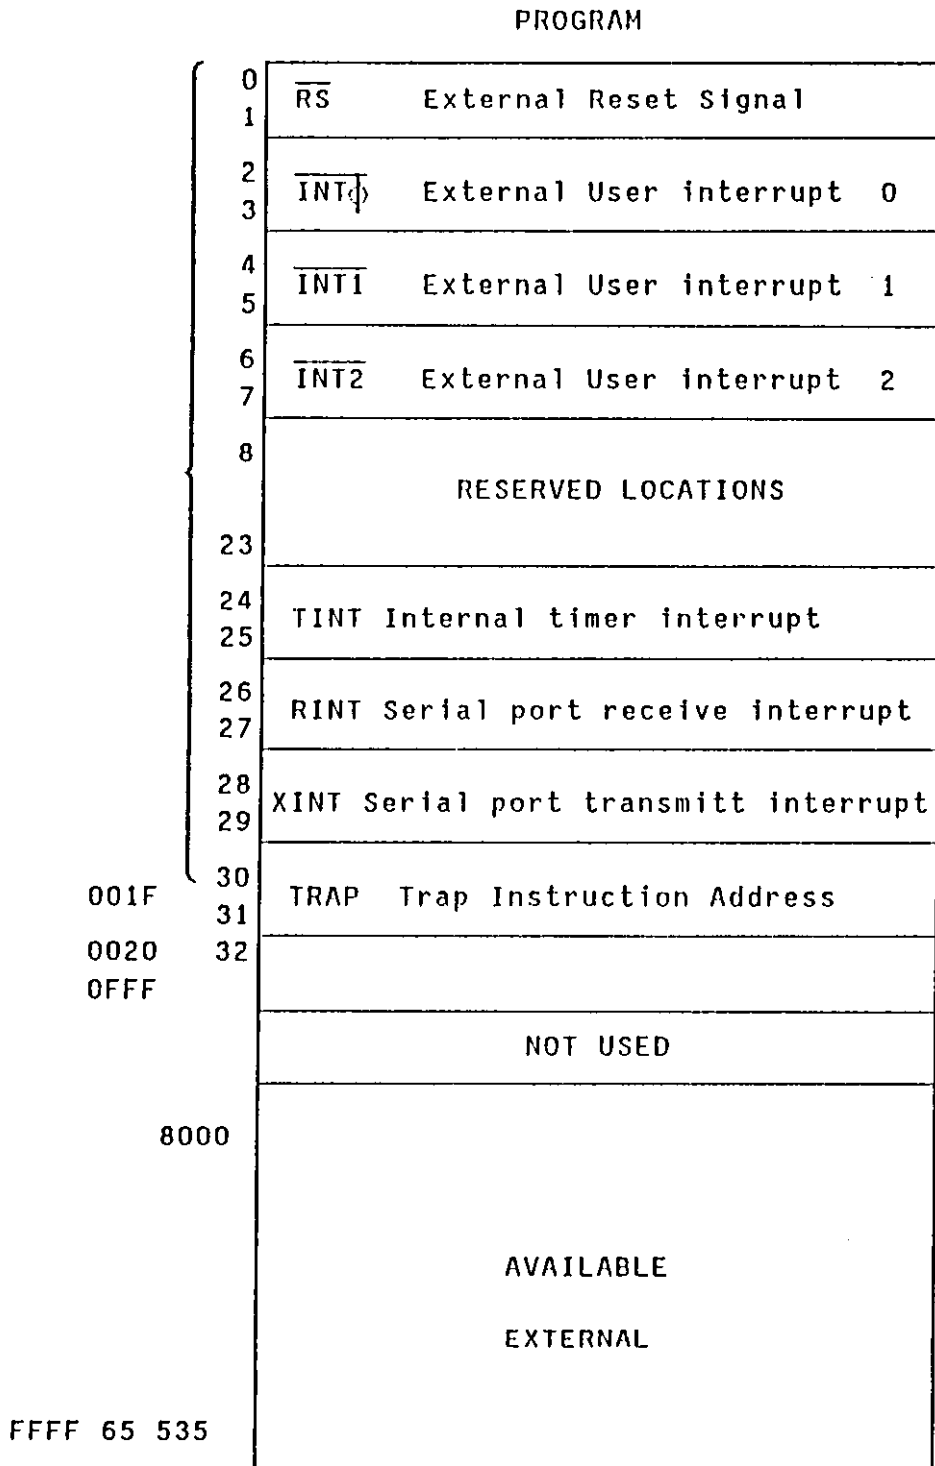 PROGRAM
0
1
RS External Reset Signal
2
3
INT0 External User interrupt 0
4
5
INT1 External User interrupt 1
6
7
INT2 External User interrupt 2
8
RESERVED LOCATIONS
23
24
25
TINT Internal timer interrupt
26
27
RINT Serial port receive interrupt
28
29
XINT Serial port transmitt interrupt
30
001F 31
TRAP Trap Instruction Address
0020 32
0FFF
NOT USED
8000
AVAILABLE
EXTERNAL
FFFF 65 535